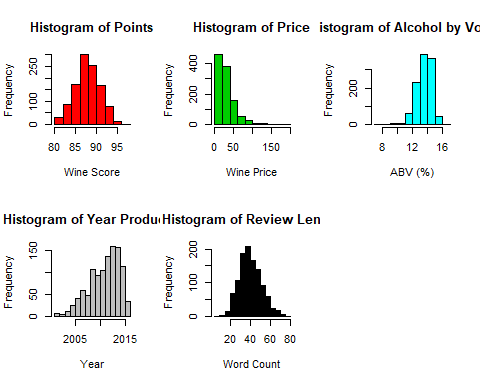 Histogram of Points
Frequency
0
100
250
80
85
90
95
Wine Score
Histogram of Price
Frequency
0
200
400
0
50
150
Wine Price
istogram of Alcohol by Vo
Frequency
0
200
8
12
16
ABV (%)
Histogram of Year Produ
Frequency
0
50
150
2005
2015
Year
Histogram of Review Len
Frequency
0
100
200
20
40
60
80
Word Count